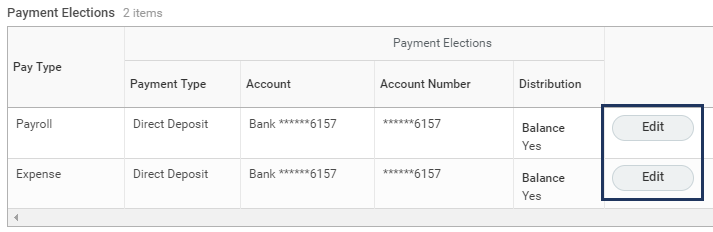 Payment Elections 2 items
Payment Elections
Pay Type
Payment Type Account Account Number Distribution
Payroll Direct Deposit Bank ******6157 ******6157 Balance Edit
Yes
Expense Direct Deposit Bank ******6157 ******6157 Balance Edit
Yes